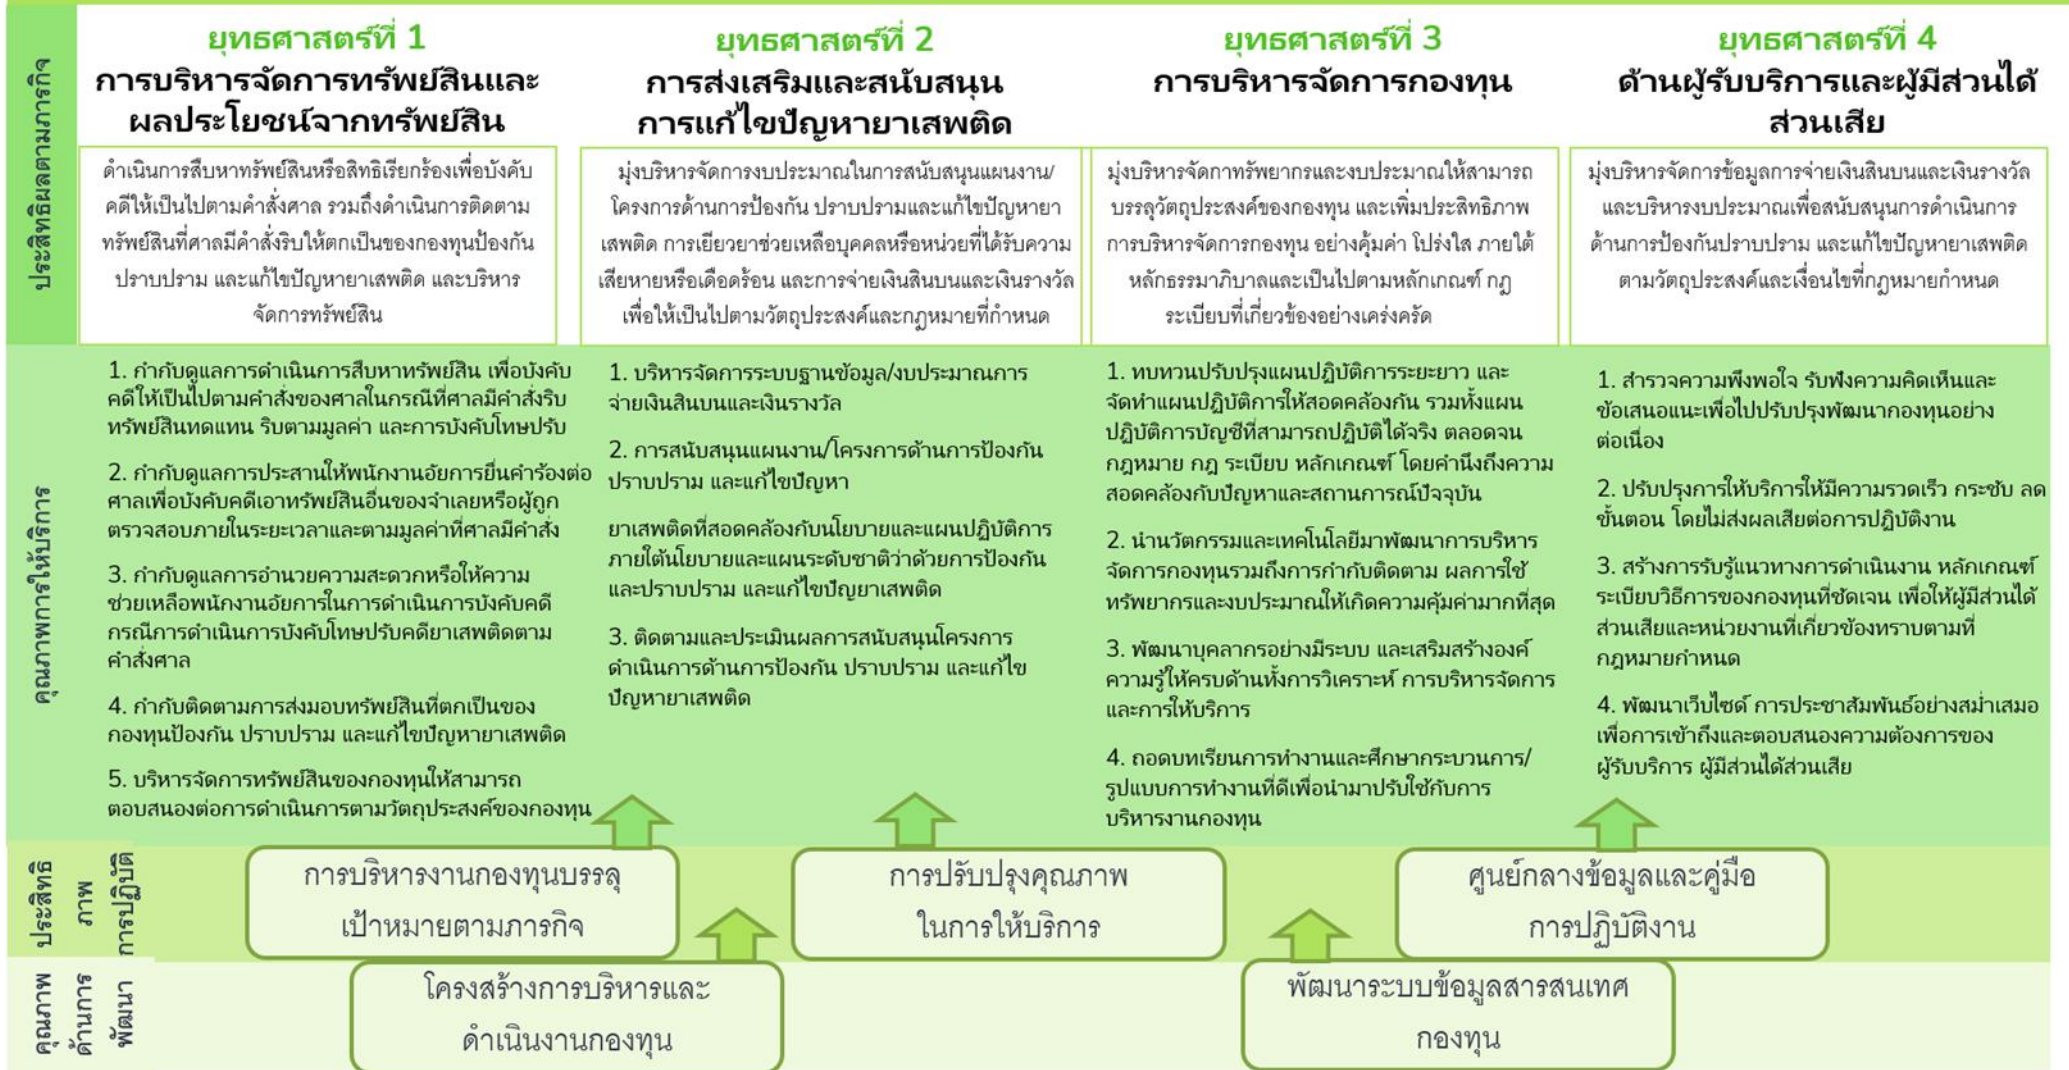 ประสิทธิผลตามภารกิจ
ยุทธศาสตร์ที่ 1
การบริหารจัดการทรัพย์สินและ
ผลประโยชน์จากทรัพย์สิน
ดำเนินการสืบหาทรัพย์สินหรือสิทธิเรียกร้องเพื่อบังคับ
คดีให้เป็นไปตามคำสั่งศาล รวมถึงดำเนินการติดตาม
ทรัพย์สินที่ศาลมีคำสั่งริบให้ตกเป็นของกองทุนป้องกัน
ปราบปราม และแก้ไขปัญหายาเสพติด และบริหาร
จัดการทรัพย์สิน
ยุทธศาสตร์ที่ 2
การส่งเสริมและสนับสนุน
การแก้ไขปัญหายาเสพติด
มุ่งบริหารจัดการงบประมาณในการสนับสนุนแผนงาน/
โครงการด้านการป้องกัน ปราบปรามและแก้ไขปัญหายา
เสพติด การเยียวยาช่วยเหลือบุคคลหรือหน่วยที่ได้รับความ
เสียหายหรือเดือดร้อน และการจ่ายเงินสินบนและเงินรางวัล
เพื่อให้เป็นไปตามวัตถุประสงค์และกฎหมายที่กำหนด
ยุทธศาสตร์ที่ 3
การบริหารจัดการกองทุน
มุ่งบริหารจัดกาทรัพยากรและงบประมาณให้สามารถ
บรรลุวัตถุประสงค์ของกองทุน และเพิ่มประสิทธิภาพ
การบริหารจัดการกองทุน อย่างคุ้มค่า โปร่งใส ภายใต้
หลักธรรมาภิบาลและเป็นไปตามหลักเกณฑ์ กฎ
ระเบียบที่เกี่ยวข้องอย่างเคร่งครัด
ยุทธศาสตร์ที่ 4
ด้านผู้รับบริการและผู้มีส่วนได้
ส่วนเสีย
มุ่งบริหารจัดการข้อมูลการจ่ายเงินสินบนและเงินรางวัล
และบริหารงบประมาณเพื่อสนับสนุนการดำเนินการ
ด้านการป้องกันปราบปราม และแก้ไขปัญหายาเสพติด
ตามวัตถุประสงค์และเงื่อนไขที่กฎหมายกำหนด
คุณภาพการให้บริการ
1. กำกับดูแลการดำเนินการสืบหาทรัพย์สิน เพื่อบังคับ
คดีให้เป็นไปตามคำสั่งของศาลในกรณีที่ศาลมีคำสั่งริบ
ทรัพย์สินทดแทน ริบตามมูลค่า และการบังคับโทษปรับ
2. กำกับดูแลการประสานให้พนักงานอัยการยื่นคำร้องต่อ
ศาลเพื่อบังคับคดีเอาทรัพย์สินอื่นของจำเลยหรือผู้ถูก
ตรวจสอบภายในระยะเวลาและตามมูลค่าที่ศาลมีคำสั่ง
3. กำกับดูแลการอำนวยความสะดวกหรือให้ความ
ช่วยเหลือพนักงานอัยการในการดำเนินการบังคับคดี
กรณีการดำเนินการบังคับโทษปรับคดียาเสพติดตาม
คำสั่งศาล
4. กำกับติดตามการส่งมอบทรัพย์สินที่ตกเป็นของ
กองทุนป้องกัน ปราบปราม และแก้ไขปัญหายาเสพติด
5. บริหารจัดการทรัพย์สินของกองทุนให้สามารถ
ตอบสนองต่อการดำเนินการตามวัตถุประสงค์ของกองทุน
1. บริหารจัดการระบบฐานข้อมูล/งบประมาณการ
จ่ายเงินสินบนและเงินรางวัล
2. การสนับสนุนแผนงาน/โครงการด้านการป้องกัน
ปราบปราม และแก้ไขปัญหา
ยาเสพติดที่สอดคล้องกับนโยบายและแผนปฏิบัติการ
ภายใต้นโยบายและแผนระดับชาติว่าด้วยการป้องกัน
และปราบปราม และแก้ไขปัญยาเสพติด
3. ติดตามและประเมินผลการสนับสนุนโครงการ
ดำเนินการด้านการป้องกัน ปราบปราม และแก้ไข
ปัญหายาเสพติด
1. ทบทวนปรับปรุงแผนปฏิบัติการระยะยาว และ
จัดทำแผนปฏิบัติการให้สอดคล้องกัน รวมทั้งแผน
ปฏิบัติการบัญชีที่สามารถปฏิบัติได้จริง ตลอดจน
กฎหมาย กฎ ระเบียบ หลักเกณฑ์ โดยคำนึงถึงความ
สอดคล้องกับปัญหาและสถานการณ์ปัจจุบัน
2. นำนวัตกรรมและเทคโนโลยีมาพัฒนาการบริหาร
จัดการกองทุนรวมถึงการกำกับติดตาม ผลการใช้
ทรัพยากรและงบประมาณให้เกิดความคุ้มค่ามากที่สุด
3. พัฒนาบุคลากรอย่างมีระบบ และเสริมสร้างองค์
ความรู้ให้ครบด้านทั้งการวิเคราะห์ การบริหารจัดการ
และการให้บริการ
4. ถอดบทเรียนการทำงานและศึกษากระบวนการ/
รูปแบบการทำงานที่ดีเพื่อนำมาปรับใช้กับการ
บริหารงานกองทุน
1. สำรวจความพึงพอใจ รับฟังความคิดเห็นและ
ข้อเสนอแนะเพื่อไปปรับปรุงพัฒนากองทุนอย่าง
ต่อเนื่อง
2. ปรับปรุงการให้บริการให้มีความรวดเร็ว กระชับ ลด
ขั้นตอน โดยไม่ส่งผลเสียต่อการปฏิบัติงาน
3. สร้างการรับรู้แนวทางการดำเนินงาน หลักเกณฑ์
ระเบียบวิธีการของกองทุนที่ชัดเจน เพื่อให้ผู้มีส่วนได้
ส่วนเสียและหน่วยงานที่เกี่ยวข้องทราบตามที่
กฎหมายกำหนด
4. พัฒนาเว็บไซต์ การประชาสัมพันธ์อย่างสม่ำเสมอ
เพื่อการเข้าถึงและตอบสนองความต้องการของ
ผู้รับบริการ ผู้มีส่วนได้ส่วนเสีย
ประสิทธิ
ภาพ
การปฏิบัติ
การบริหารงานกองทุนบรรลุ
เป้าหมายตามภารกิจ
การปรับปรุงคุณภาพ
ในการให้บริการ
ศูนย์กลางข้อมูลและคู่มือ
การปฏิบัติงาน
คุณภาพ
ด้านการ
พัฒนา
โครงสร้างการบริหารและ
ดำเนินงานกองทุน
พัฒนาระบบข้อมูลสารสนเทศ
กองทุน